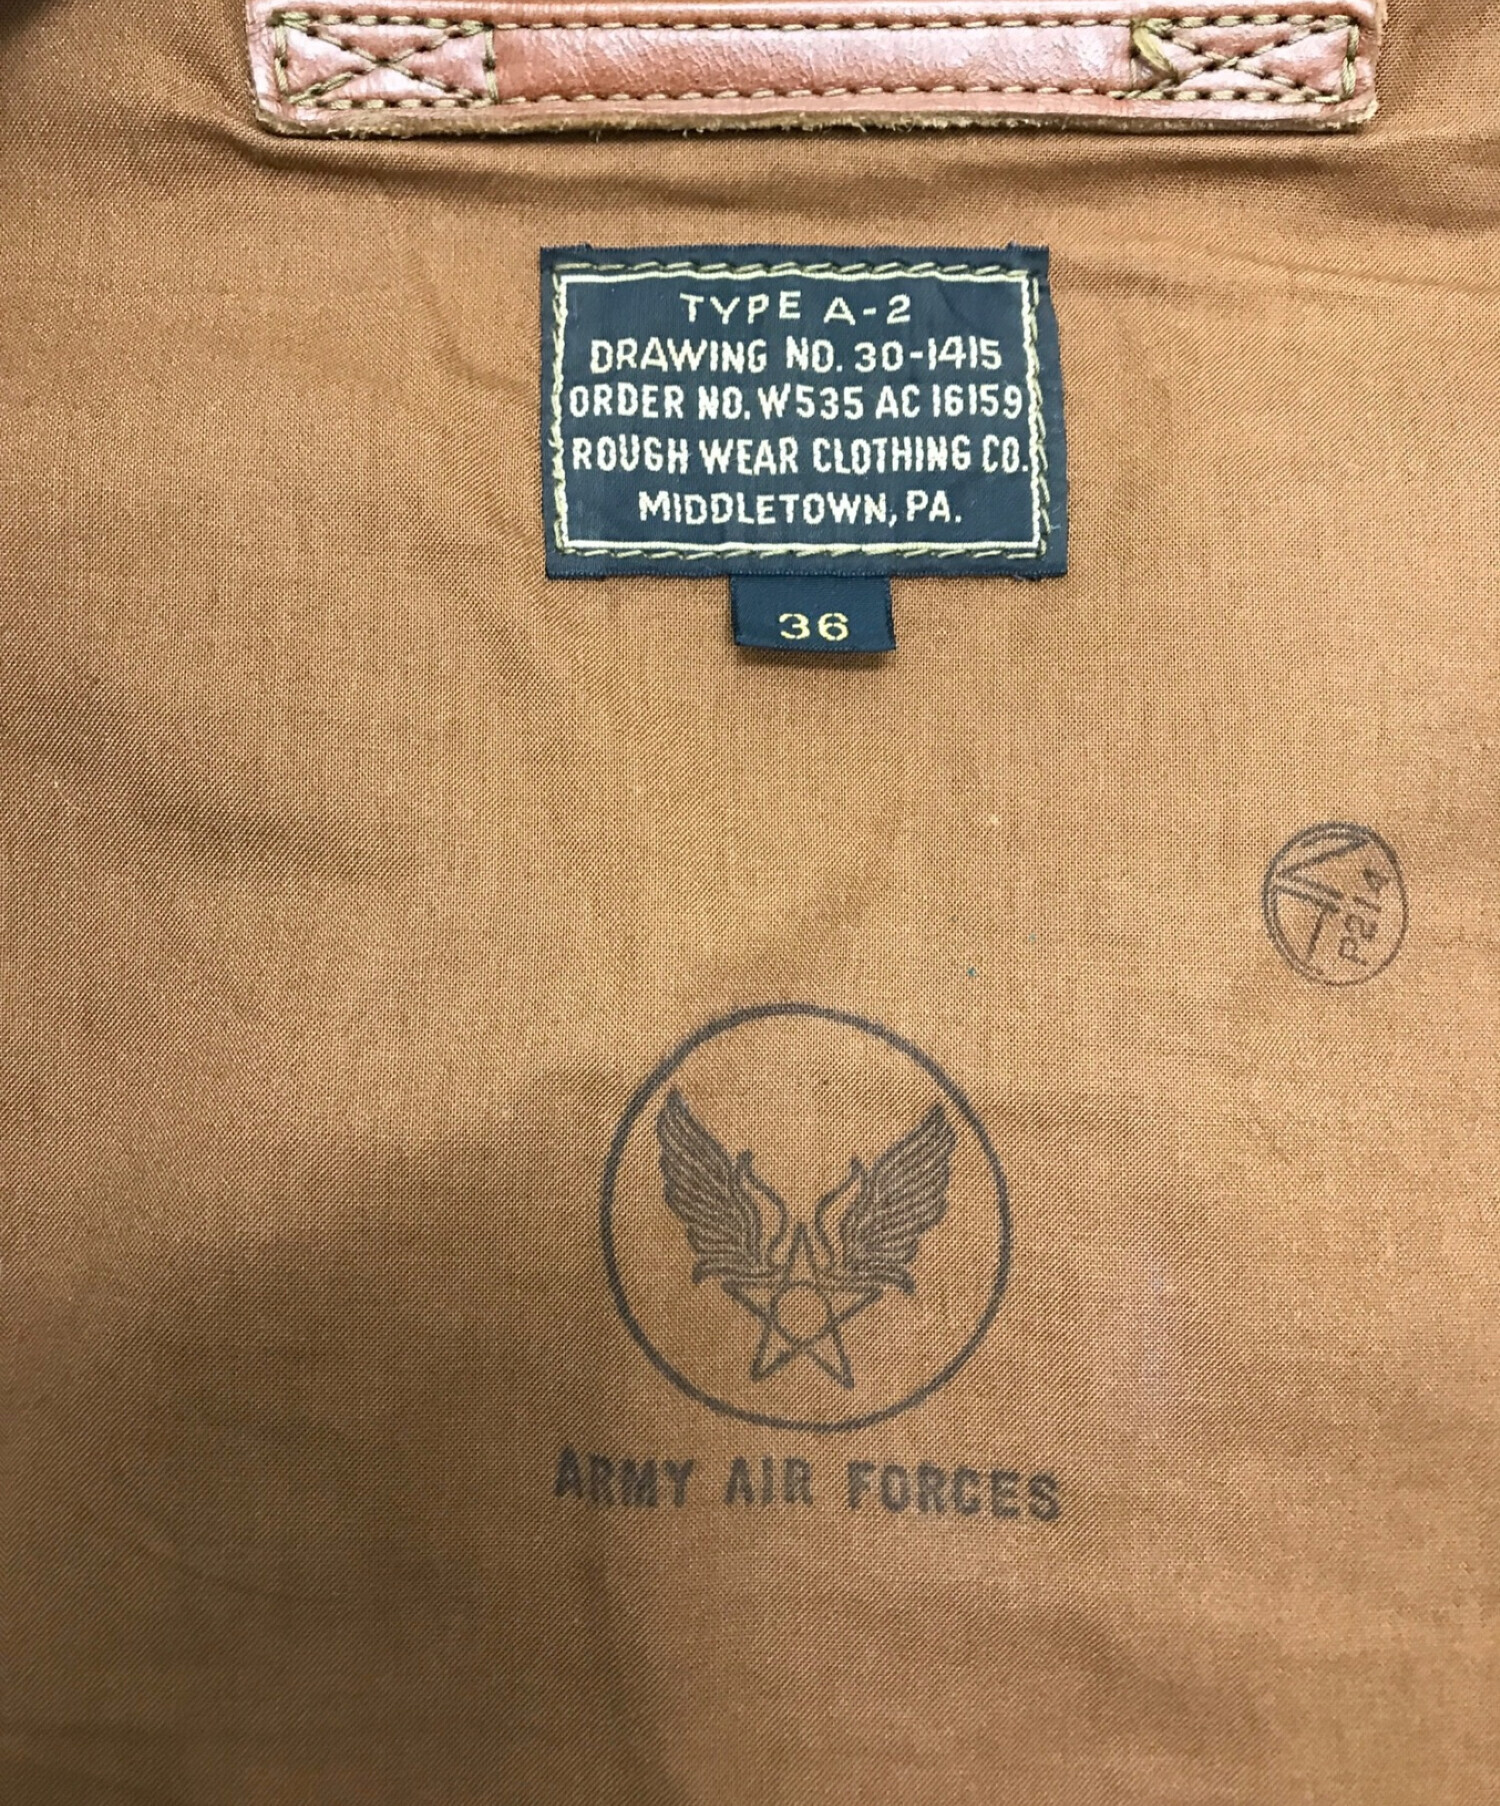 TYPE A-2
DRAWING NO. 30-1415
ORDER NO. W535 AC 16159
ROUGH WEAR CLOTHING CO.
MIDDLETOWN, PA.
36
P214
ARMY AIR FORCES